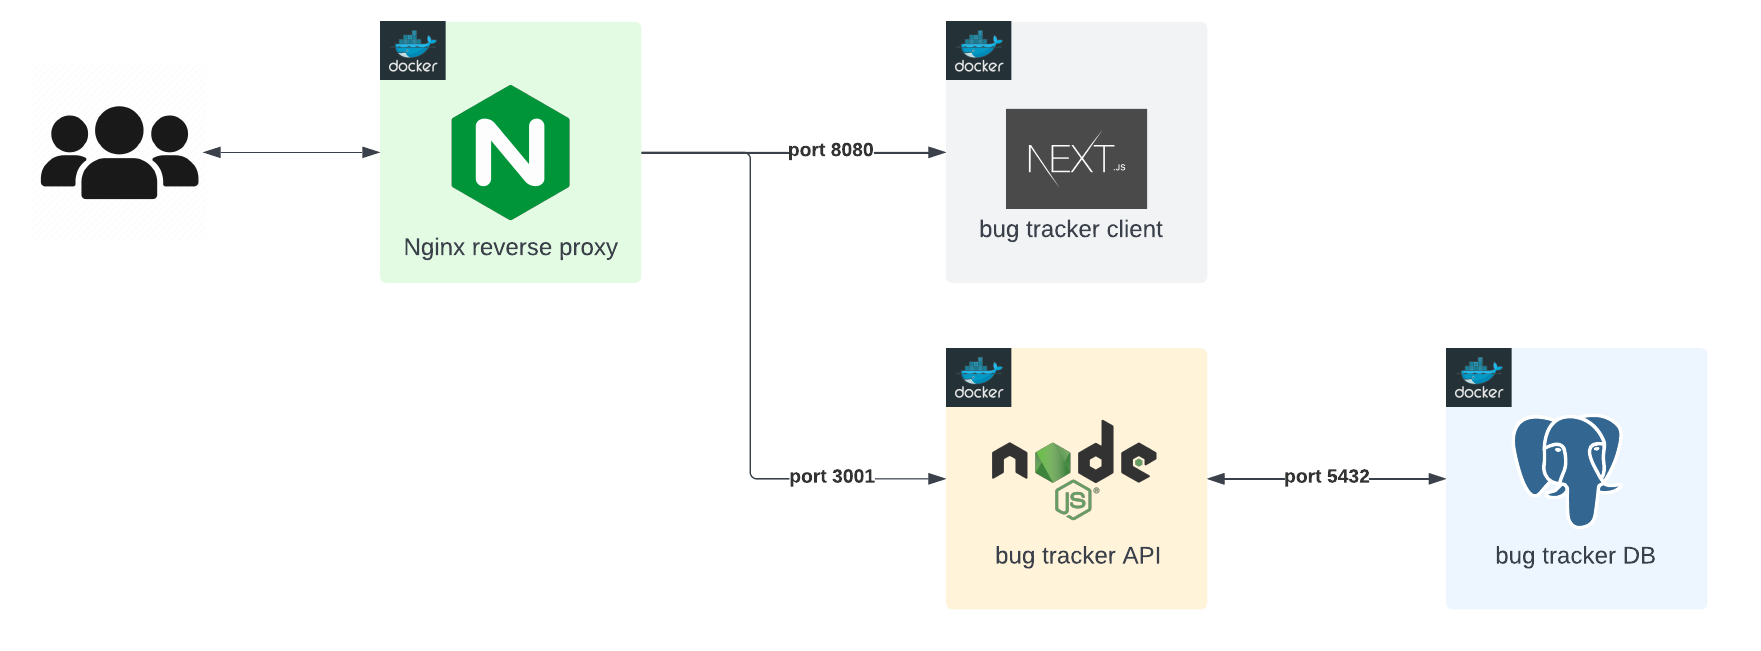 docker
Nginx reverse proxy
port 8080
docker
NEXT.JS
bug tracker client
port 3001
docker
node
JS®
bug tracker API
port 5432
docker
bug tracker DB